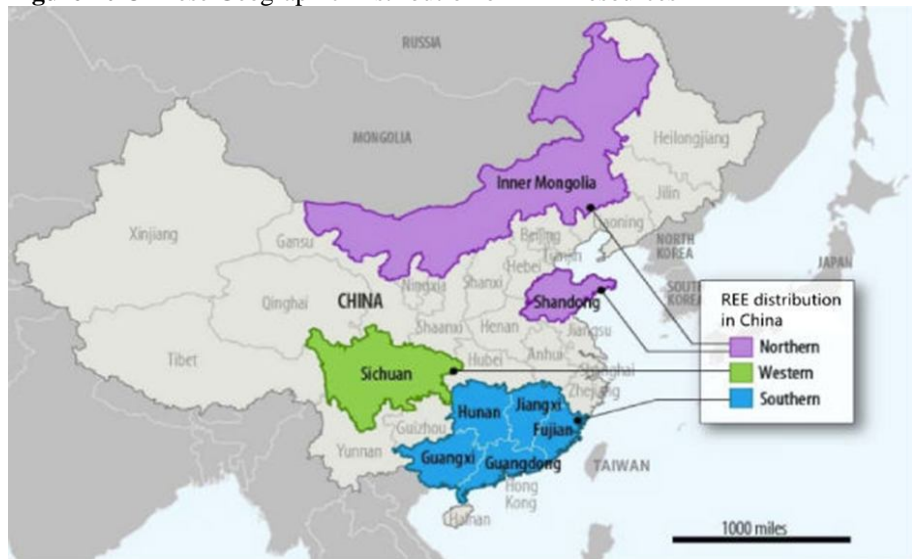 RUSSIA
MONGOLIA
Heilongjiang
Inner Mongolia
Jilin
Xinjiang
Gansu
Liaoning
Beijing
Tianjin
NORTH
KOREA
JAPAN
Hebei
Ningxia
Shanxi
Qinghai
CHINA
Shandong
SOUTH
KOREA
REE distribution
in China
Northern
Western
Southern
Shaanxi
Henan
Jiangsu
Tibet
Sichuan
Hubei
Anhui
Shanghai
Zhejiang
Hunan
Jiangxi
Fujian
Guizhou
Yunnan
Guangxi
Guangdong
TAIWAN
Hong
Kong
Hainan
1000 miles